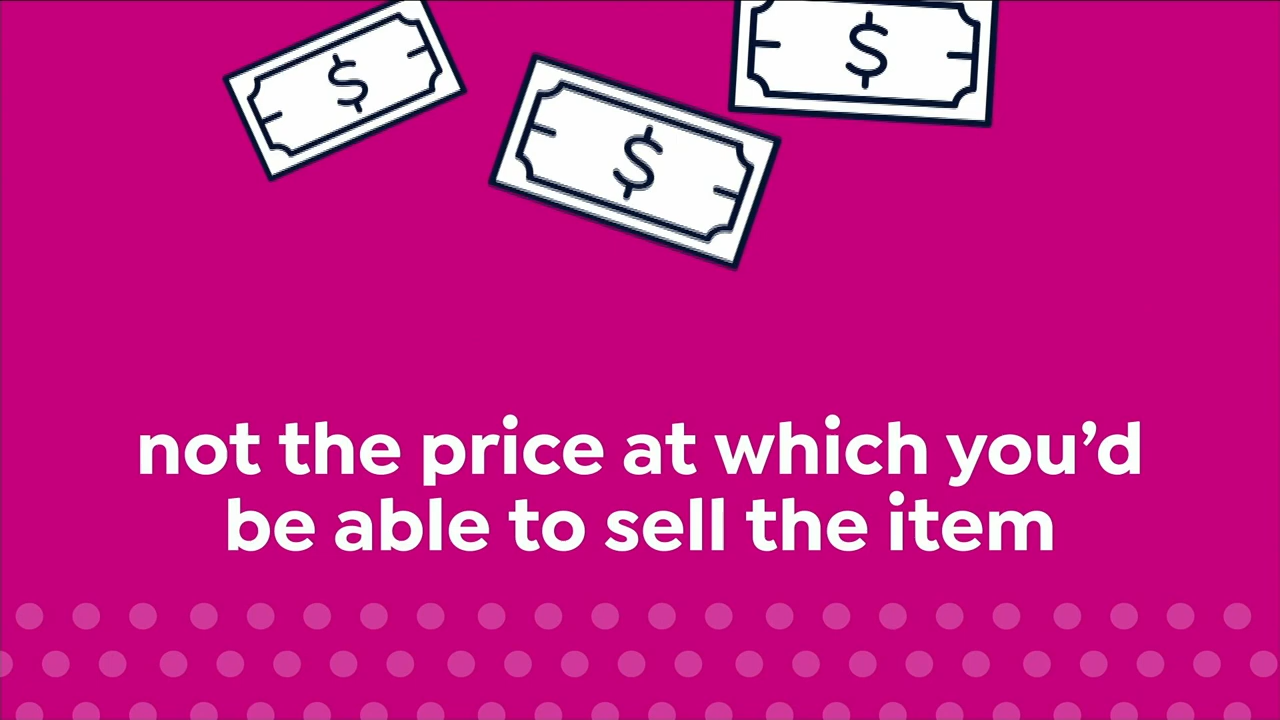 $
$
$
not the price at which you’d
be able to sell the item